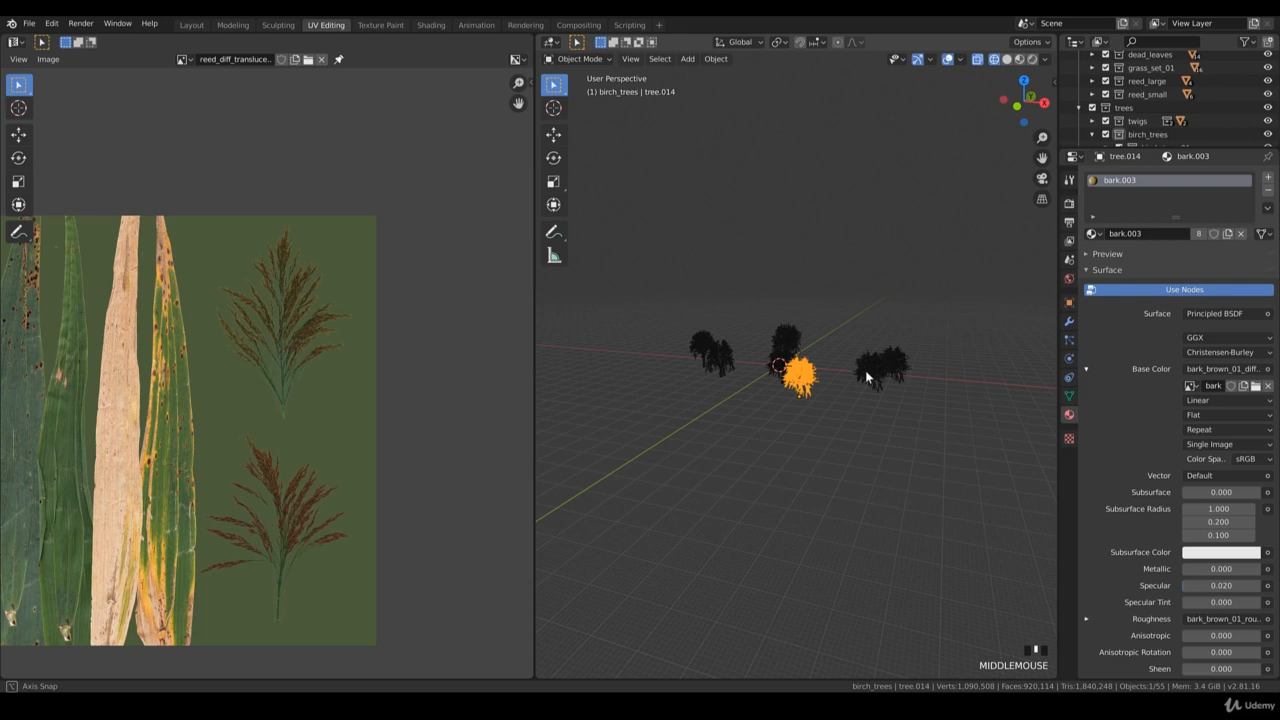 File Edit Render Window Help
Layout Modeling Sculpting UV Editing Texture Paint Shading Animation Rendering Compositing Scripting +
Scene
View Layer
View Image
reed_diff_transluce..
Global
Options
Object Mode View Select Add Object
User Perspective
(1) birch_trees | tree.014
Z
Y
X
MIDDLEMOUSE
dead_leaves
grass_set_01
reed_large
reed_small
trees
twigs
birch_trees
tree.014 bark.003
bark.003
bark.003 8
Preview
Surface
Use Nodes
Surface Principled BSDF
GGX
Christensen-Burley
Base Color bark_brown_01_diff..
bark
Linear
Flat
Repeat
Single Image
Color Spa.. sRGB
Vector Default
Subsurface 0.000
Subsurface Radius 1.000
0.200
0.100
Subsurface Color
Metallic 0.000
Specular 0.020
Specular Tint 0.000
Roughness bark_brown_01_rou..
Anisotropic 0.000
Anisotropic Rotation 0.000
Sheen 0.000
Axis Snap
birch_trees | tree.014 | Verts:1,090,508 | Faces:920,114 | Tris:1,840,248 | Objects:1/55 | Mem: 3.4 GiB | v2.81.16
Udemy